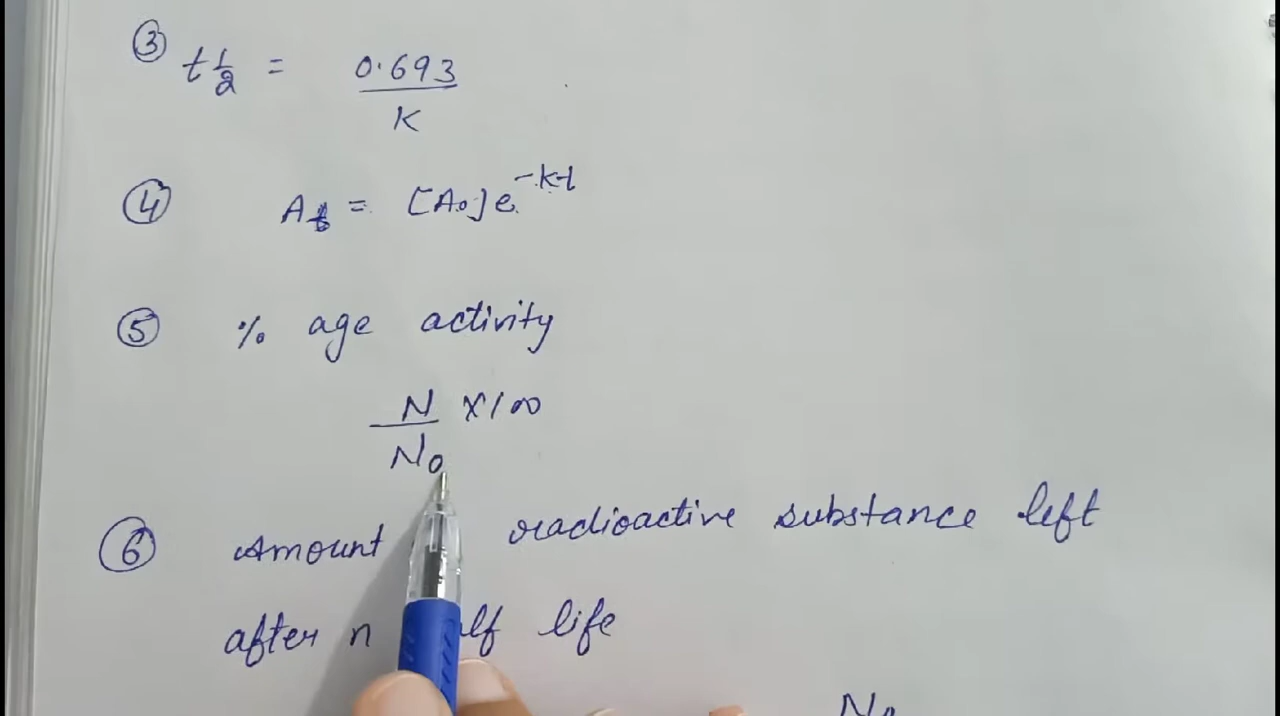 ③ t½ = 0.693
K
④ At = [A₀]e^-kt
⑤ % age activity
N ×100
N₀
⑥ Amount radioactive substance left
after n life
N₀